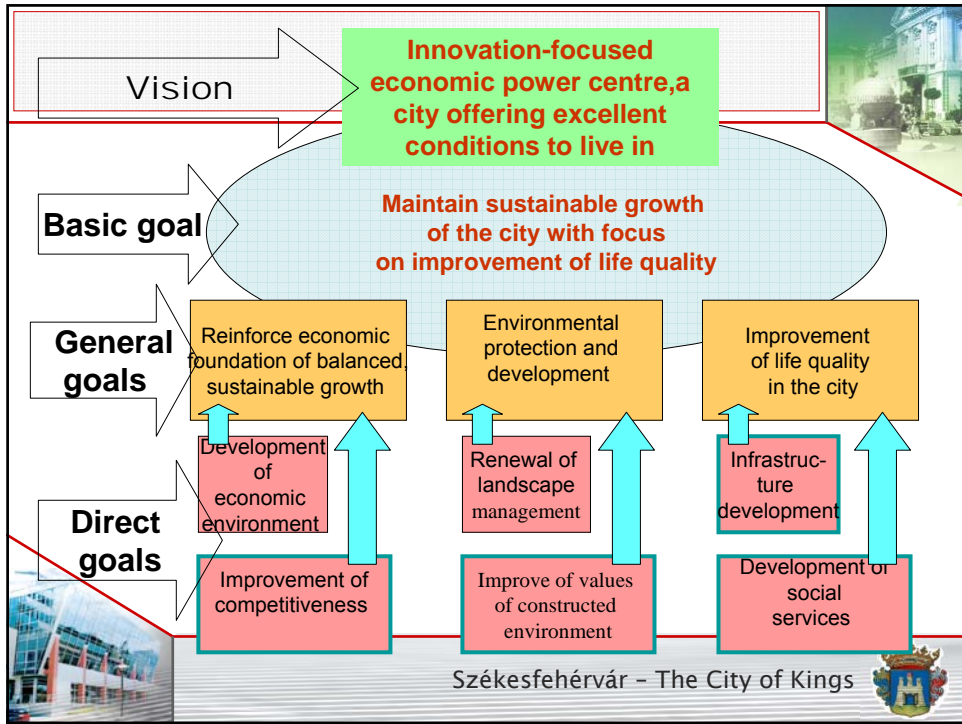 Vision
Innovation-focused
economic power centre,a
city offering excellent
conditions to live in
Basic goal
Maintain sustainable growth
of the city with focus
on improvement of life quality
General
goals
Reinforce economic
foundation of balanced,
sustainable growth
Environmental
protection and
development
Improvement
of life quality
in the city
Direct
goals
Development
of
economic
environment
Renewal of
landscape
management
Infrastruc-
ture
development
Improvement of
competitiveness
Improve of values
of constructed
environment
Development of
social
services
Székesfehérvár – The City of Kings